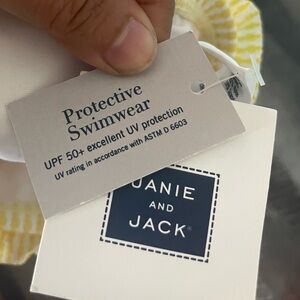 Protective
Swimwear
UPF 50+ excellent UV protection
UV rating in accordance with ASTM D 6603
JANIE
AND
JACK®